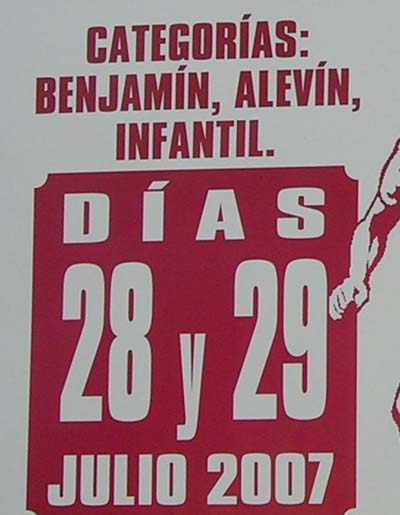 CATEGORÍAS:
BENJAMÍN, ALEVÍN,
INFANTIL.
DÍAS
28 y 29
JULIO 2007